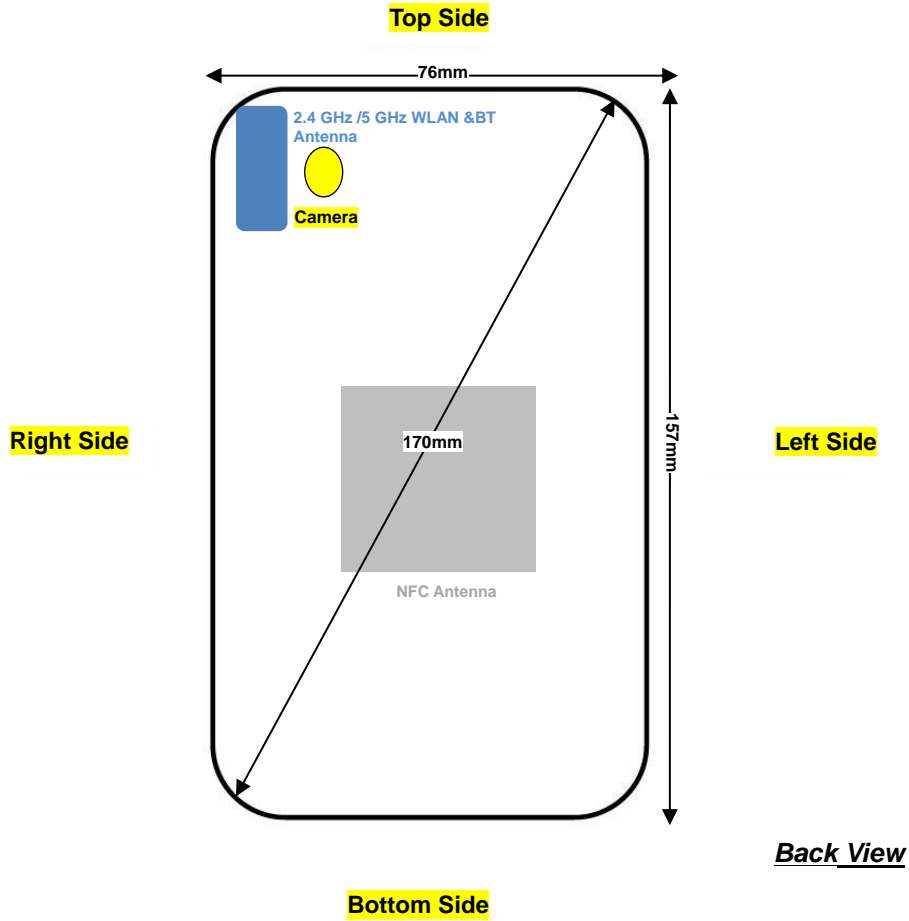 Top Side
76mm
2.4 GHz /5 GHz WLAN &BT
Antenna
Camera
Right Side
170mm
157mm
Left Side
NFC Antenna
Back View
Bottom Side